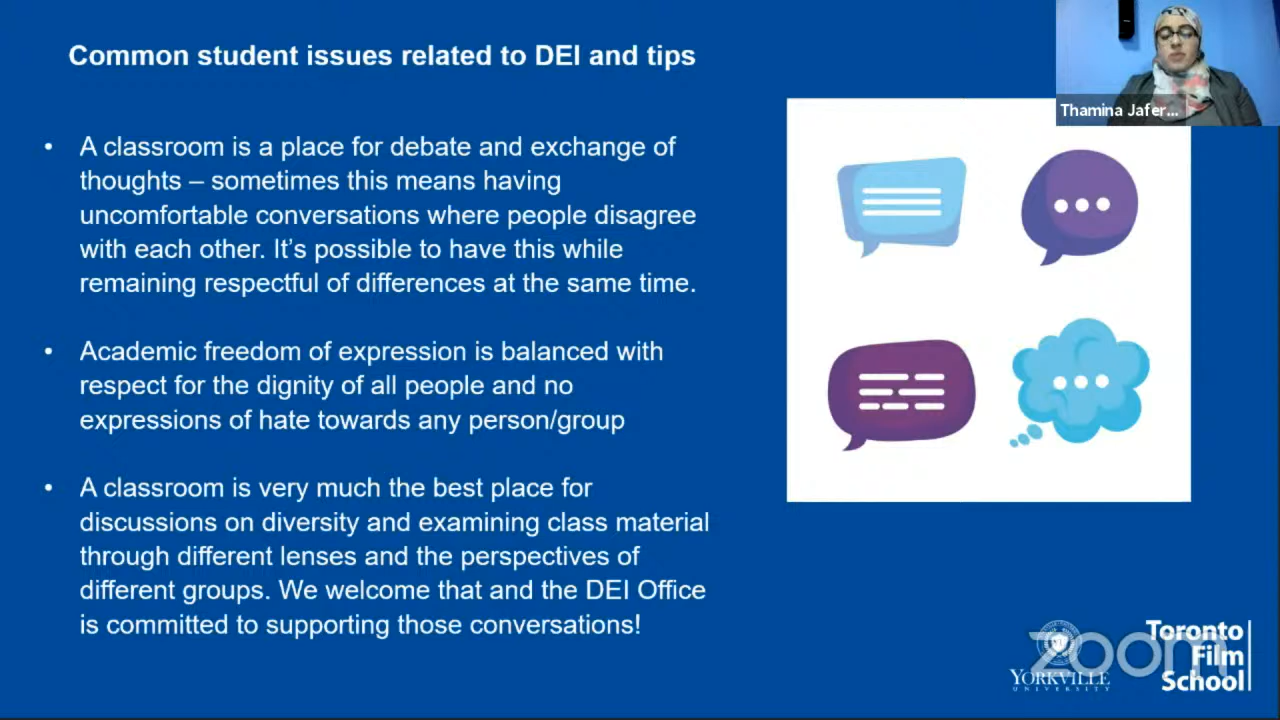 Common student issues related to DEI and tips
Thamina Jafer...
• A classroom is a place for debate and exchange of
thoughts – sometimes this means having
uncomfortable conversations where people disagree
with each other. It's possible to have this while
remaining respectful of differences at the same time.
• Academic freedom of expression is balanced with
respect for the dignity of all people and no
expressions of hate towards any person/group
• A classroom is very much the best place for
discussions on diversity and examining class material
through different lenses and the perspectives of
different groups. We welcome that and the DEI Office
is committed to supporting those conversations!
YORKVILLE
UNIVERSITY
zoom
Toronto
Film
School